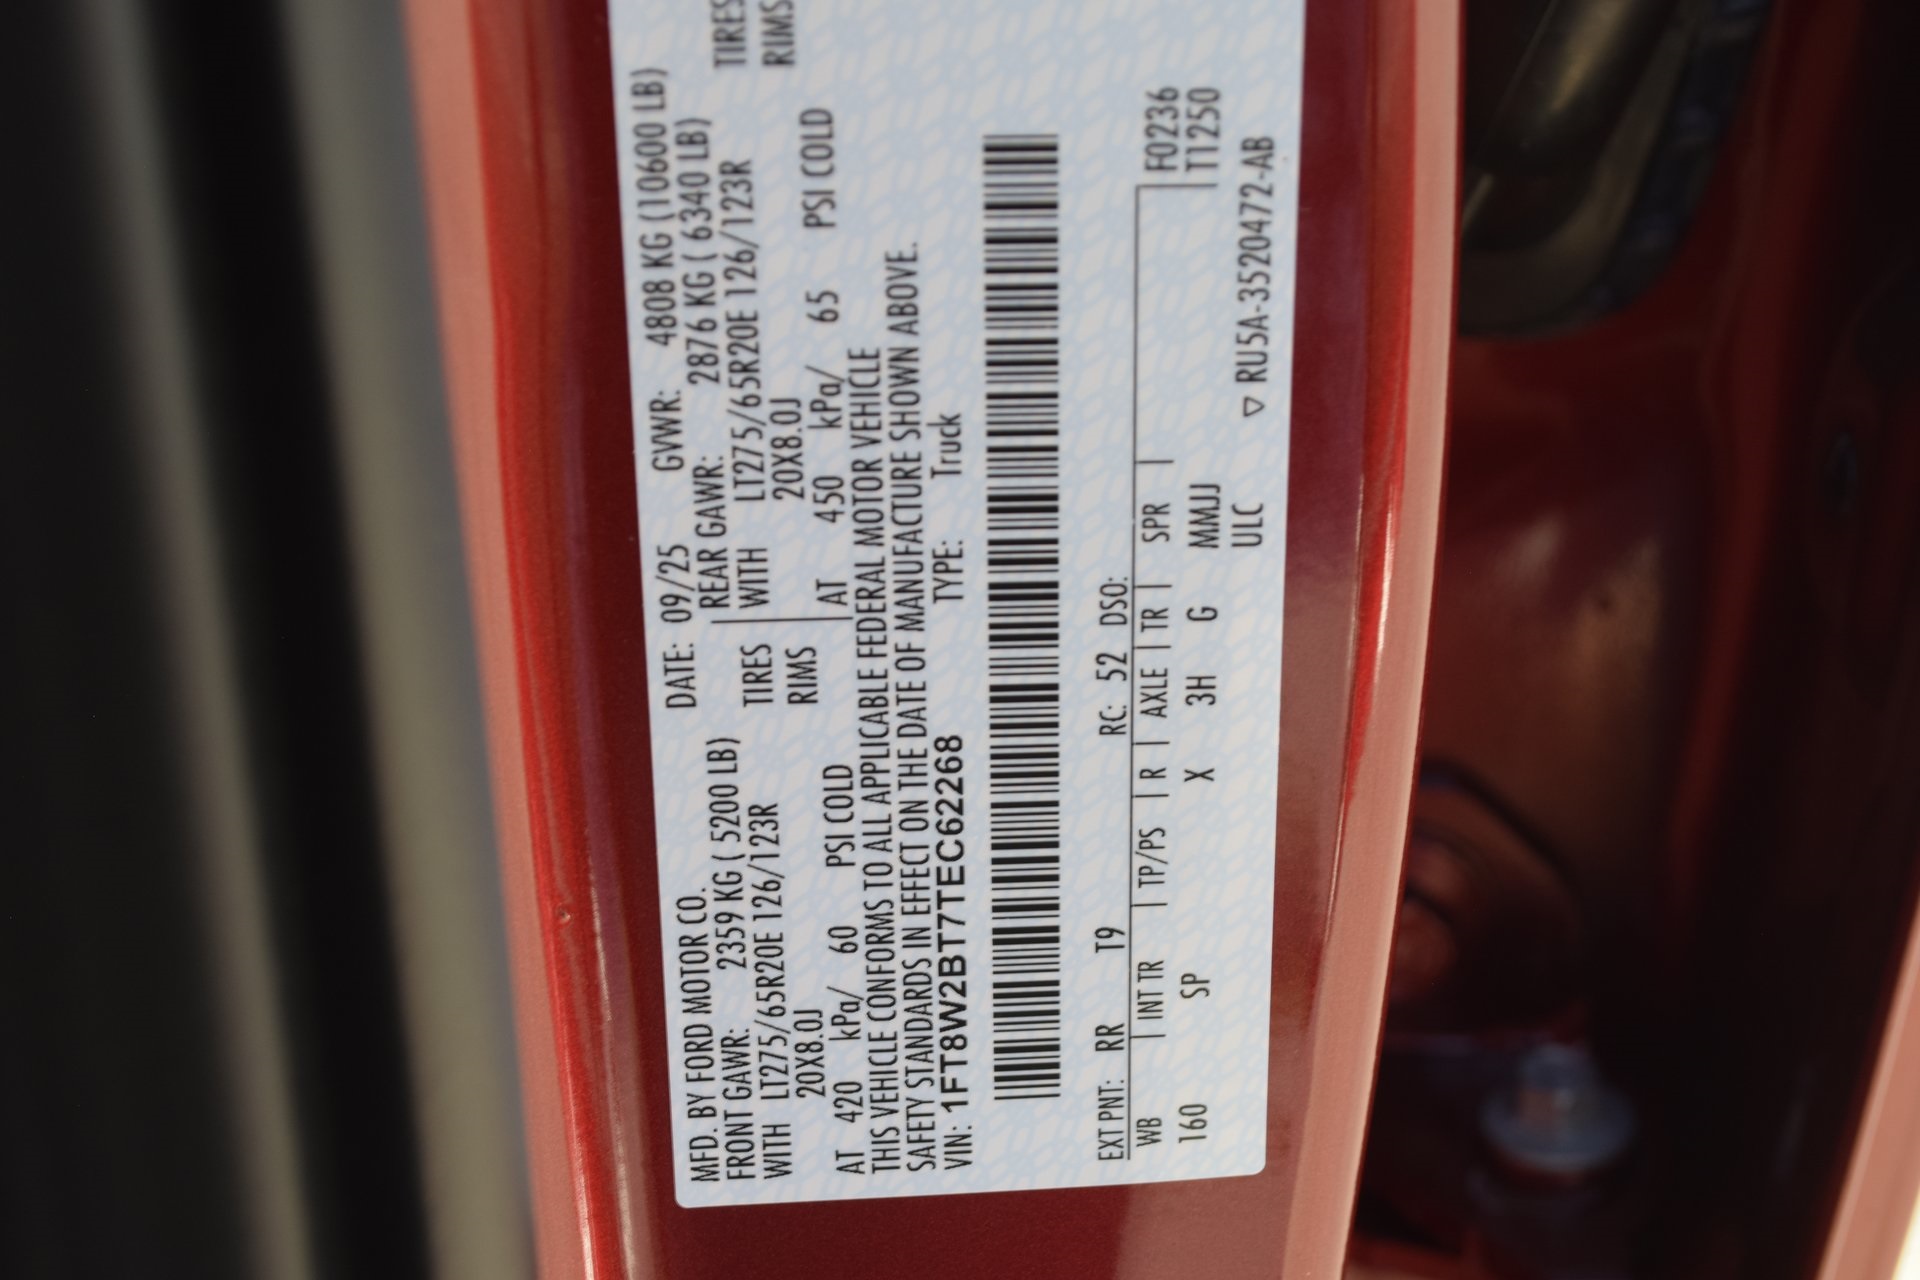 MFD. BY FORD MOTOR CO. DATE: 09/25 GVWR: 4808 KG (10600 LB)
FRONT GAWR: 2359 KG ( 5200 LB) REAR GAWR: 2876 KG ( 6340 LB)
WITH LT275/65R20E 126/123R TIRES WITH LT275/65R20E 126/123R TIRES
20X8.0J RIMS 20X8.0J RIMS
AT 420 kPa/ 60 PSI COLD AT 450 kPa/ 65 PSI COLD
THIS VEHICLE CONFORMS TO ALL APPLICABLE FEDERAL MOTOR VEHICLE
SAFETY STANDARDS IN EFFECT ON THE DATE OF MANUFACTURE SHOWN ABOVE.
VIN: 1FT8W2BT7TEC62268 TYPE: Truck
EXT PNT: RR T9 RC: 52 DSO:
WB INT TR TP/PS R AXLE TR SPR F0236
160 SP X 3H G MMJJ T1250
ULC
▽ RU5A-3520472-AB